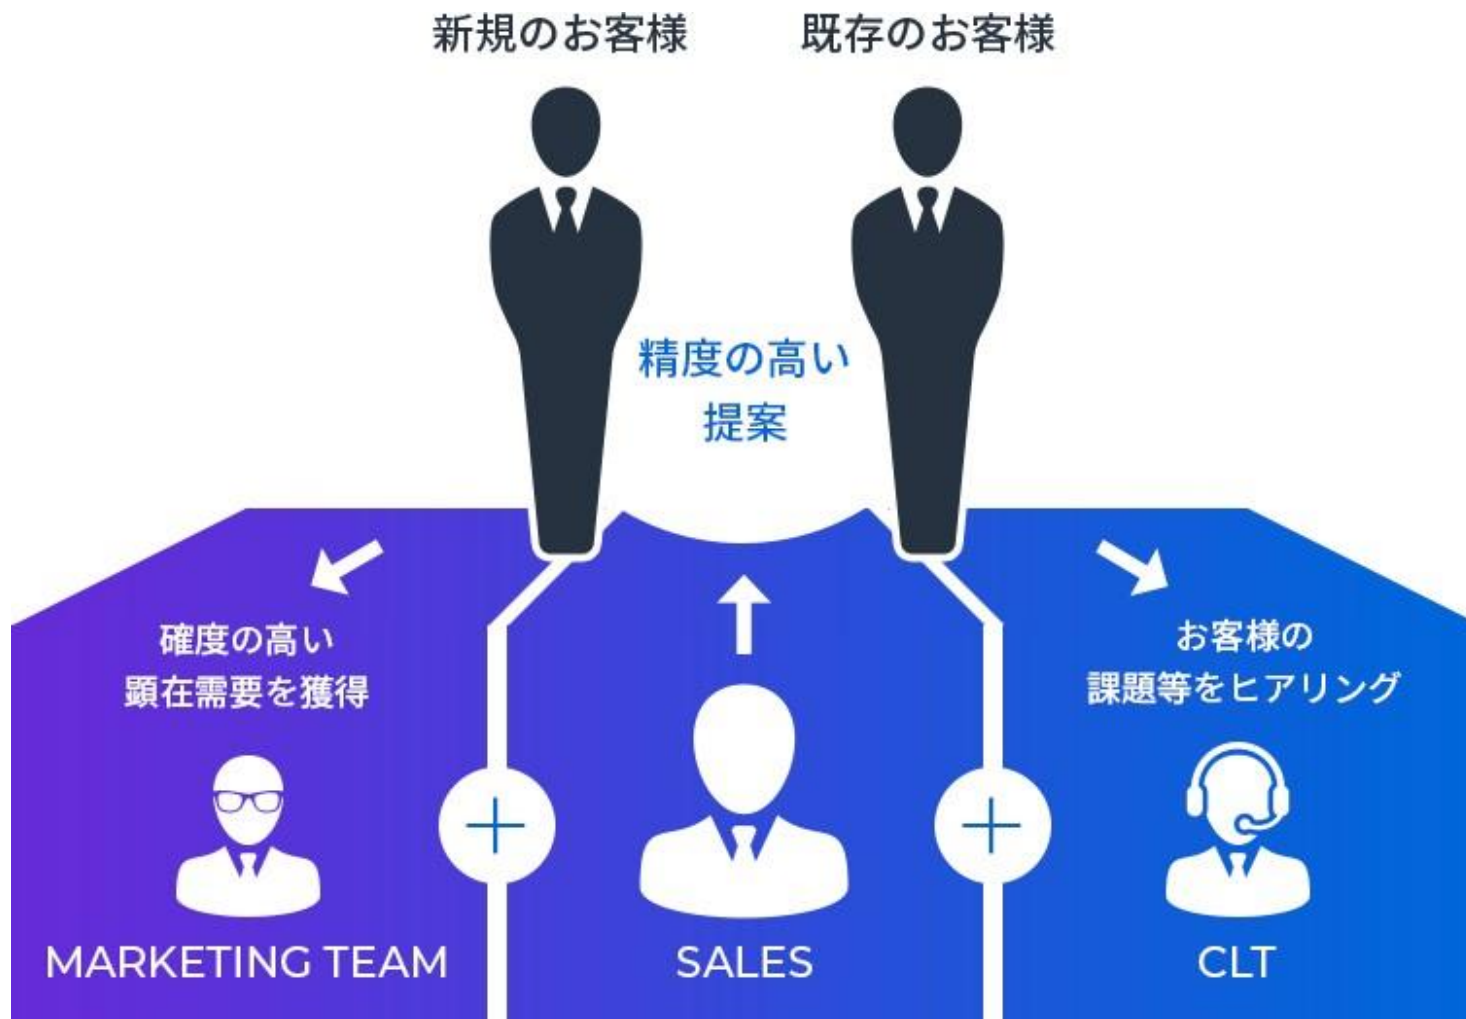 新規のお客様
既存のお客様
精度の高い
提案
確度の高い
顕在需要を獲得
お客様の
課題等をヒアリング
MARKETING TEAM
SALES
CLT